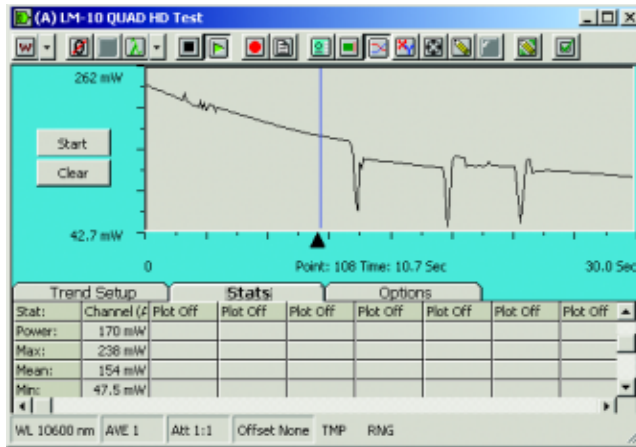 (A) LM-10 QUAD HD Test
W
262 mW
Start
Clear
42.7 mW
0 Point: 108 Time: 10.7 Sec 30.0 Sec
Trend Setup Stats Options
Stat: Channel (A Plot Off Plot Off Plot Off Plot Off Plot Off Plot Off Plot Off
Power: 170 mW
Max: 238 mW
Mean: 154 mW
Min: 47.5 mW
WL 10600 nm AVE 1 Att 1:1 Offset None TMP RNG